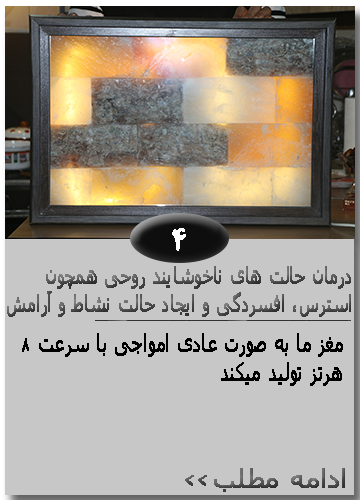 ۴
درمان حالت های ناخوشایند روحی همچون
استرس، افسردگی و ایجاد حالت نشاط و آرامش
مغز ما به صورت عادی امواجی با سرعت ۸
هرتز تولید میکند
ادامه مطلب>>